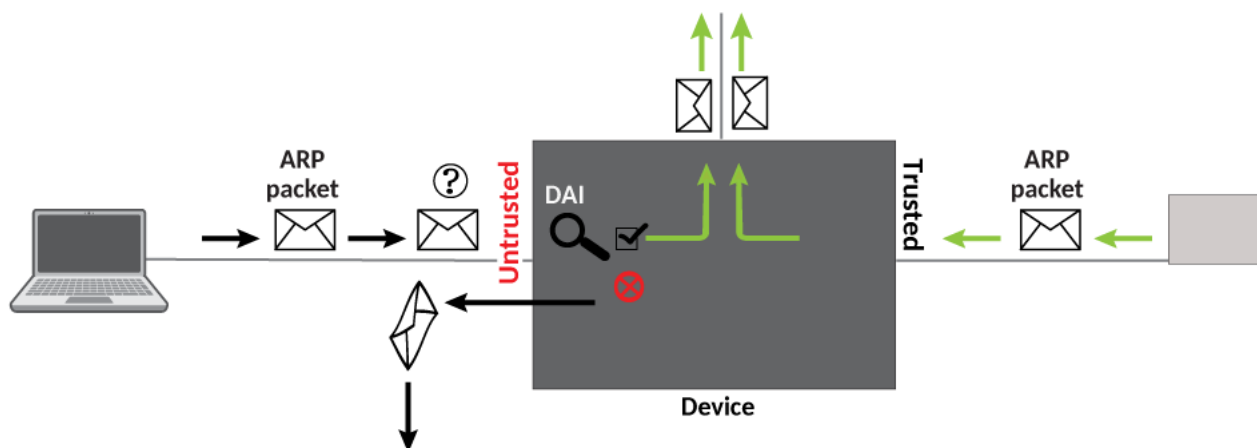 ARP
packet
?
Untrusted
DAI
Trusted
ARP
packet
Device